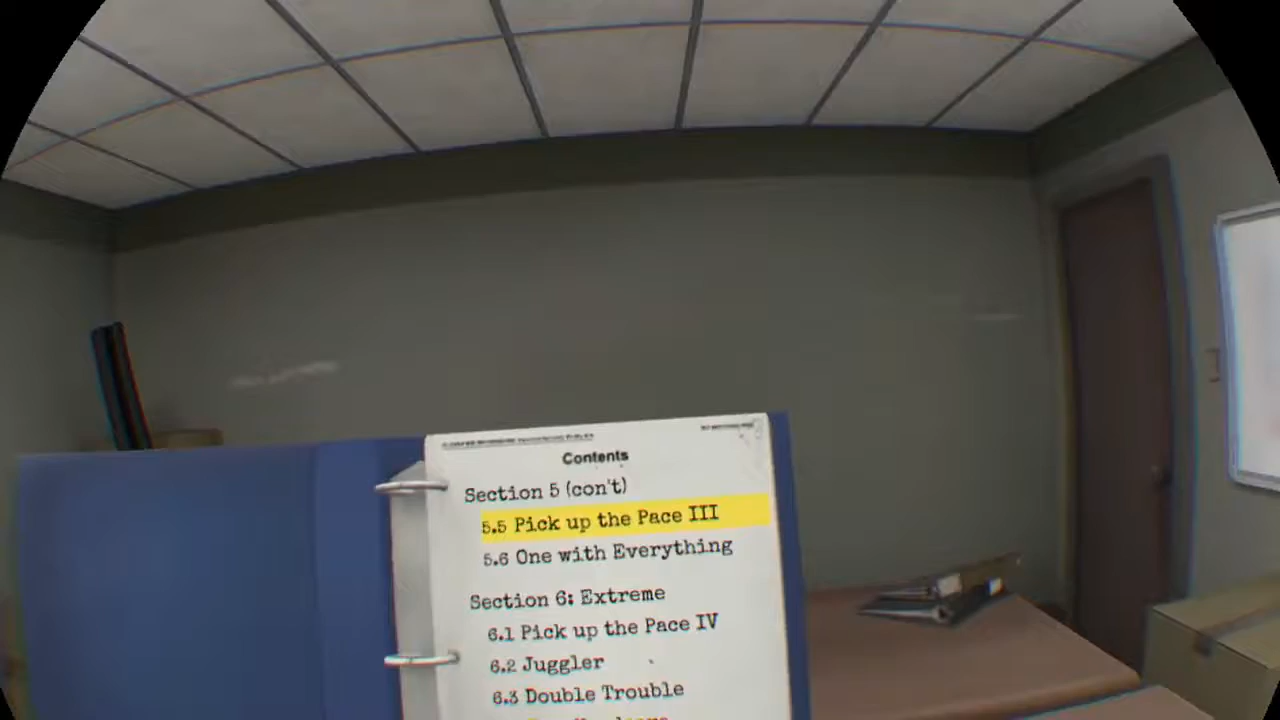 Contents
Section 5 (con't)
5.5 Pick up the Pace III
5.6 One with Everything
Section 6: Extreme
6.1 Pick up the Pace IV
6.2 Juggler
6.3 Double Trouble